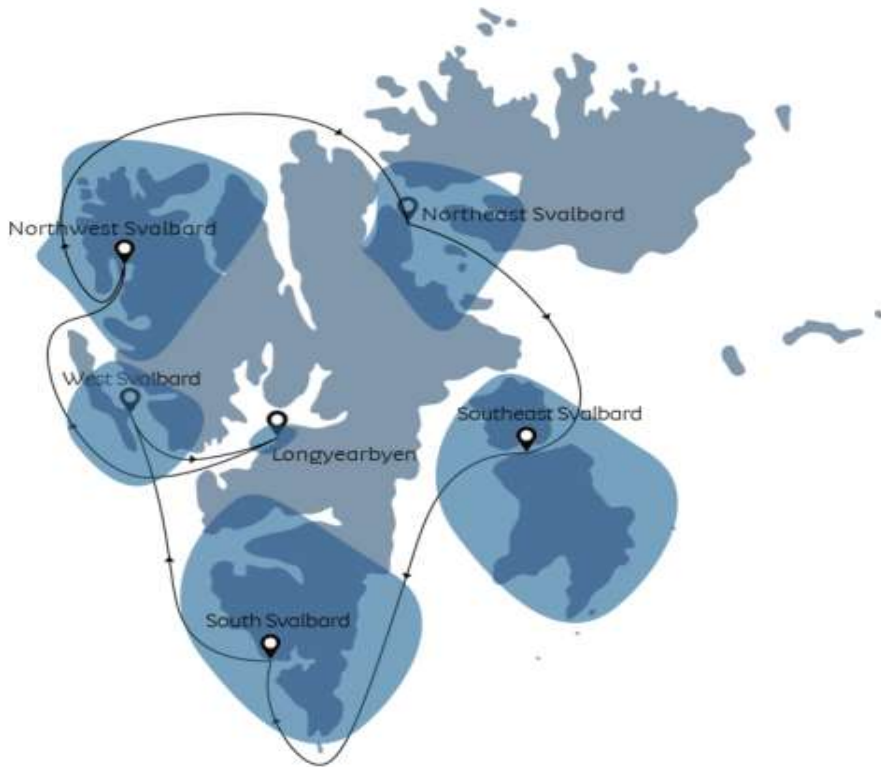 Northeast Svalbard
Northwest Svalbard
West Svalbard
Southeast Svalbard
Longyearbyen
South Svalbard